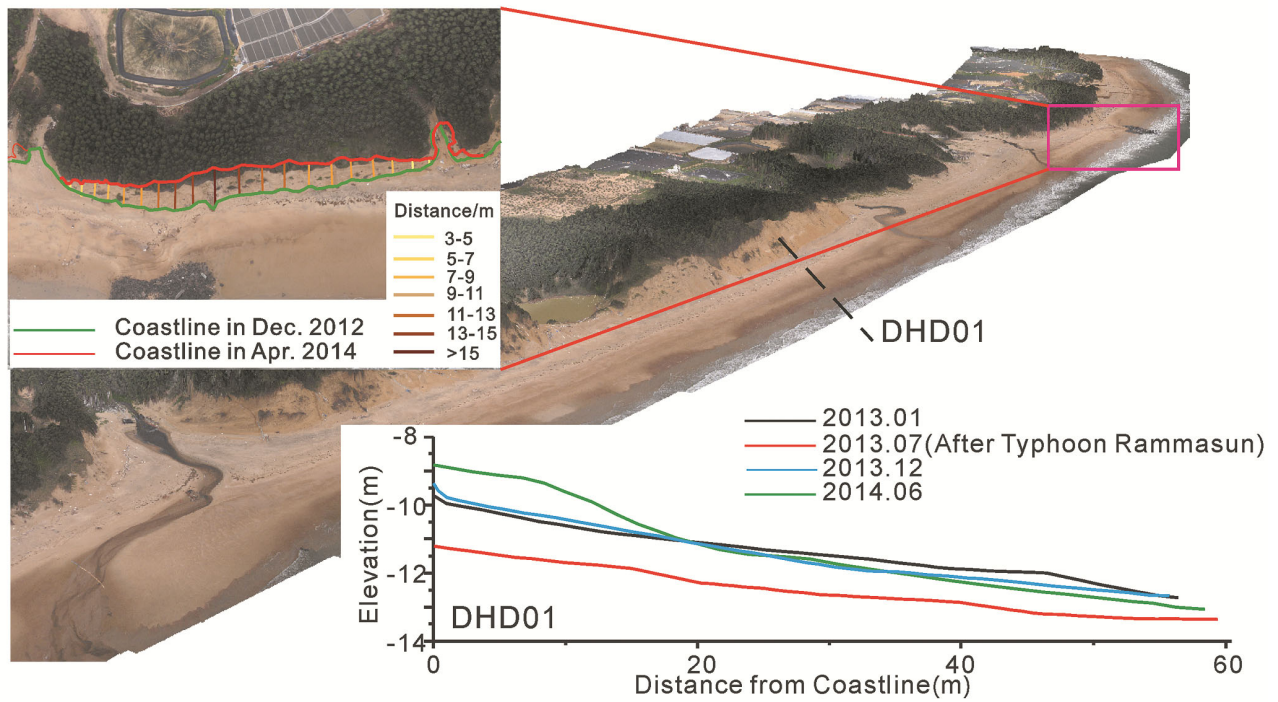 Distance/m
3-5
5-7
7-9
9-11
11-13
13-15
>15
Coastline in Dec. 2012
Coastline in Apr. 2014
DHD01
2013.01
2013.07(After Typhoon Rammasun)
2013.12
2014.06
Elevation(m)
-8
-10
-12
-14
DHD01
0
20
40
60
Distance from Coastline(m)